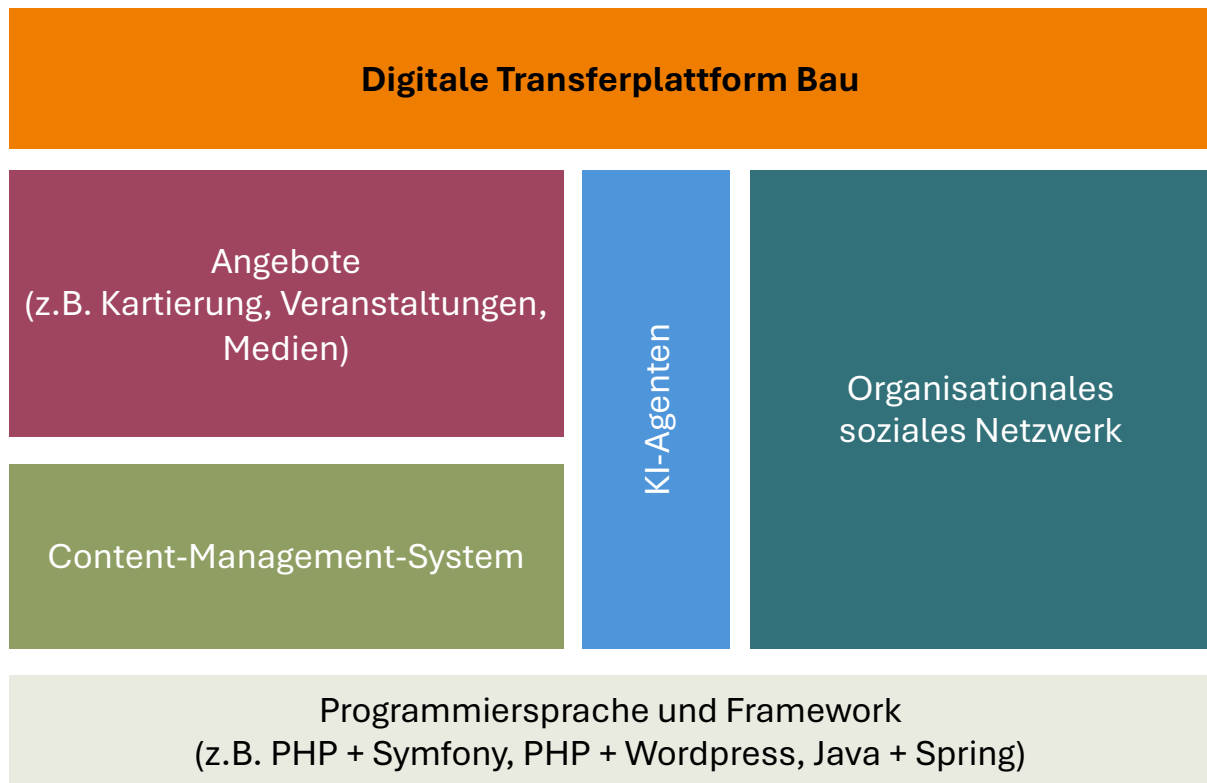 Digitale Transferplattform Bau
Angebote
(z.B. Kartierung, Veranstaltungen,
Medien)
Content-Management-System
KI-Agenten
Organisationales
soziales Netzwerk
Programmiersprache und Framework
(z.B. PHP + Symfony, PHP + Wordpress, Java + Spring)